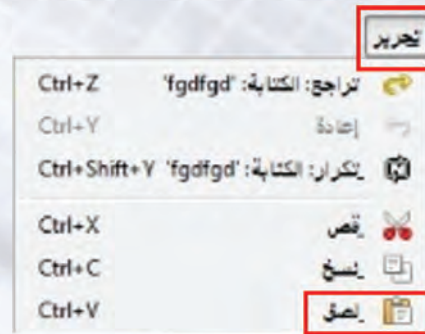 تحرير
تراجع: الكتابة: 'fgdfgd' Ctrl+Z
إعادة Ctrl+Y
تكرار: الكتابة: 'fgdfgd' Ctrl+Shift+Y
قص Ctrl+X
نسخ Ctrl+C
لصق Ctrl+V